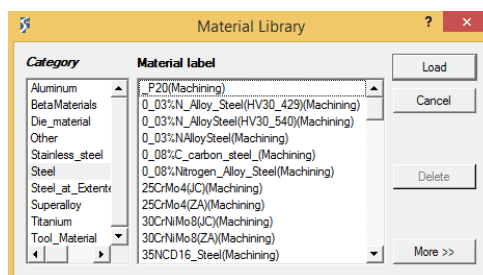 Material Library
?
×
Category
Material label
Load
Cancel
Delete
More >>
Aluminum
BetaMaterials
Die_material
Other
Stainless_steel
Steel
Steel_at_Extente
Superalloy
Titanium
Tool_Material
_P20(Machining)
0_03%N_Alloy_Steel(HV30_429)(Machining)
0_03%N_AlloySteel(HV30_540)(Machining)
0_03%NAlloySteel(Machining)
0_08%C_carbon_steel_(Machining)
0_08%Nitrogen_Alloy_Steel(Machining)
25CrMo4(JC)(Machining)
25CrMo4(ZA)(Machining)
30CrNiMo8(JC)(Machining)
30CrNiMo8(ZA)(Machining)
35NCD16_Steel(Machining)